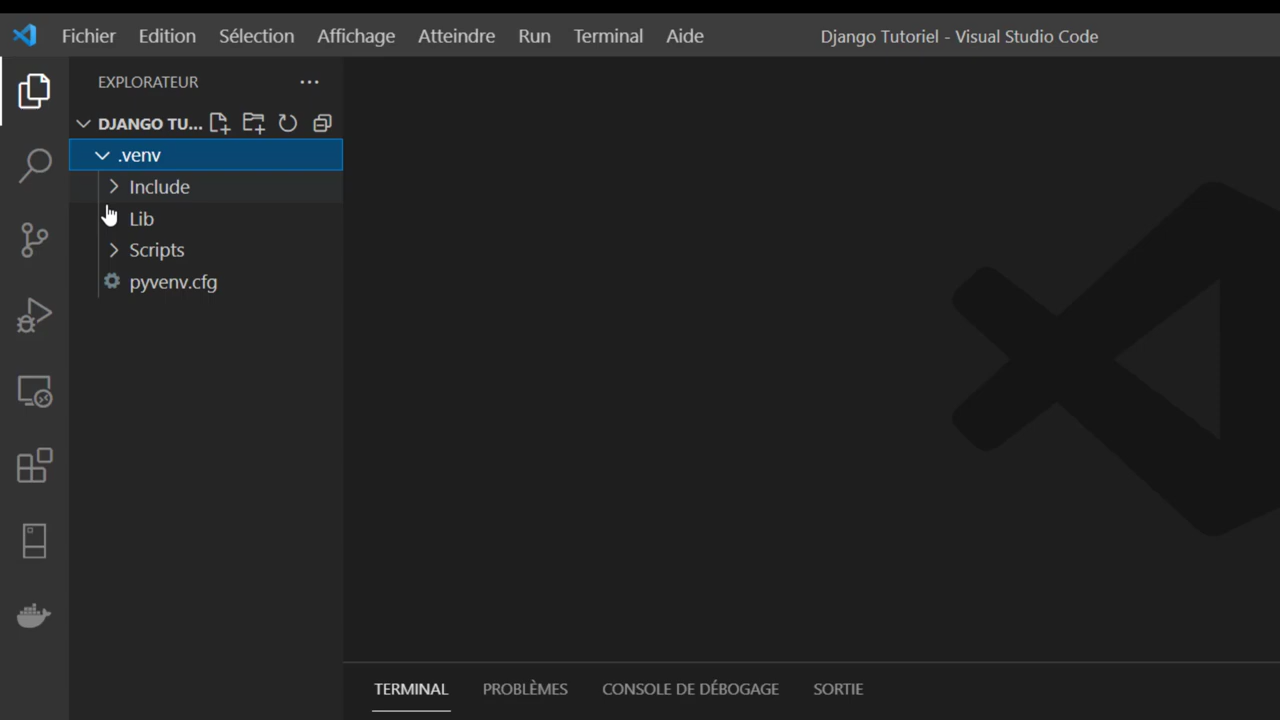 Fichier Edition Sélection Affichage Atteindre Run Terminal Aide Django Tutoriel - Visual Studio Code
EXPLORATEUR
DJANGO TU...
.venv
Include
Lib
Scripts
pyvenv.cfg
TERMINAL PROBLÈMES CONSOLE DE DÉBOGAGE SORTIE